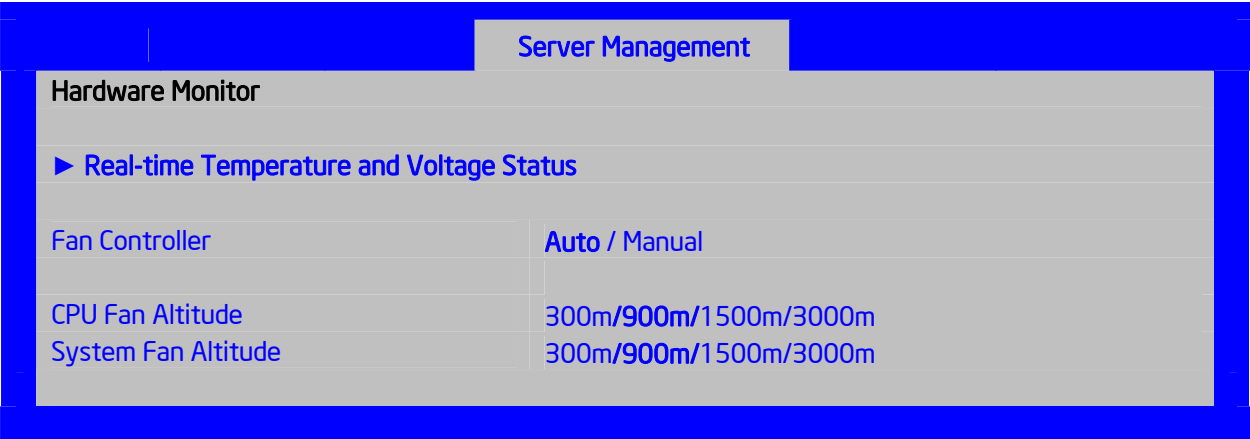 Server Management
Hardware Monitor
► Real-time Temperature and Voltage Status
Fan Controller Auto / Manual
CPU Fan Altitude 300m/900m/1500m/3000m
System Fan Altitude 300m/900m/1500m/3000m